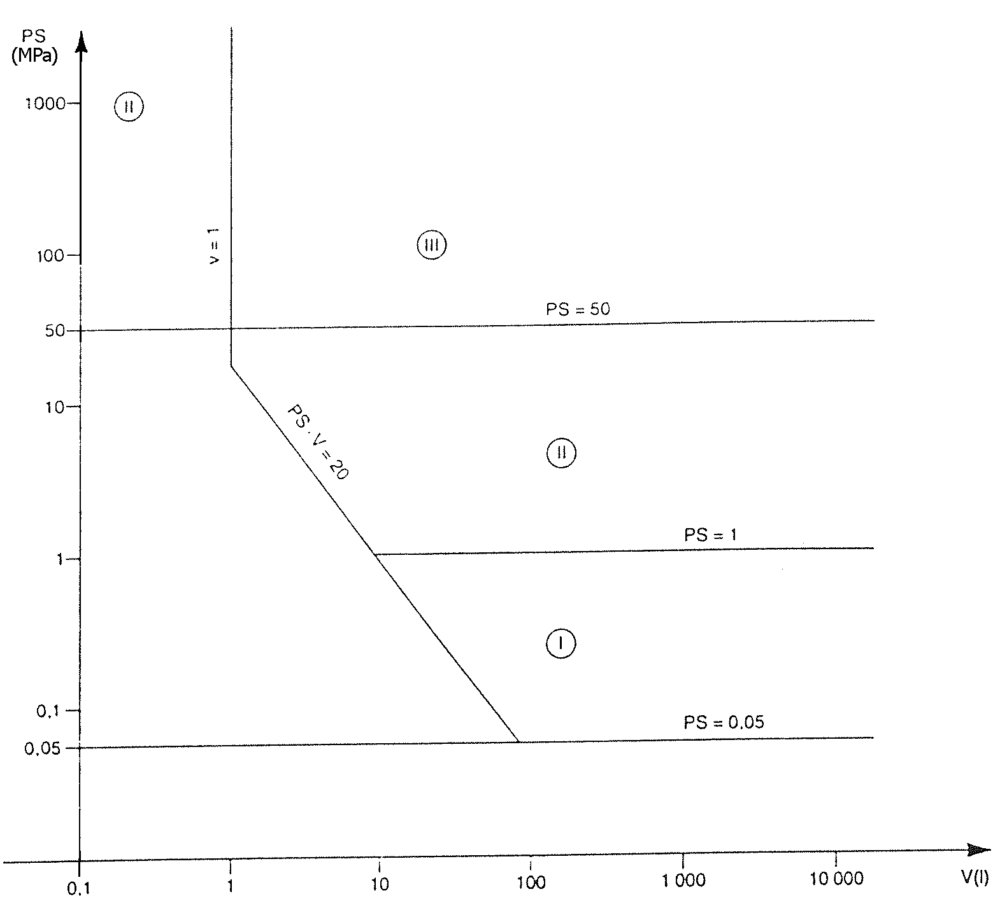 PS
(MPa)
1000
II
v = 1
III
100
PS = 50
50
10
PS . V = 20
II
PS = 1
1
I
0,1
PS = 0,05
0,05
0,1
1
10
100
1 000
10 000
V(l)